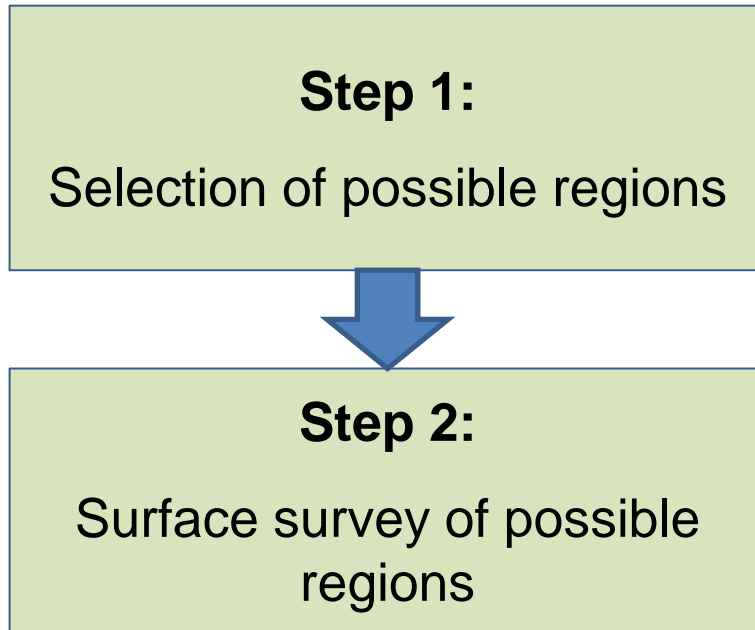 Step 1:
Selection of possible regions
Step 2:
Surface survey of possible
regions